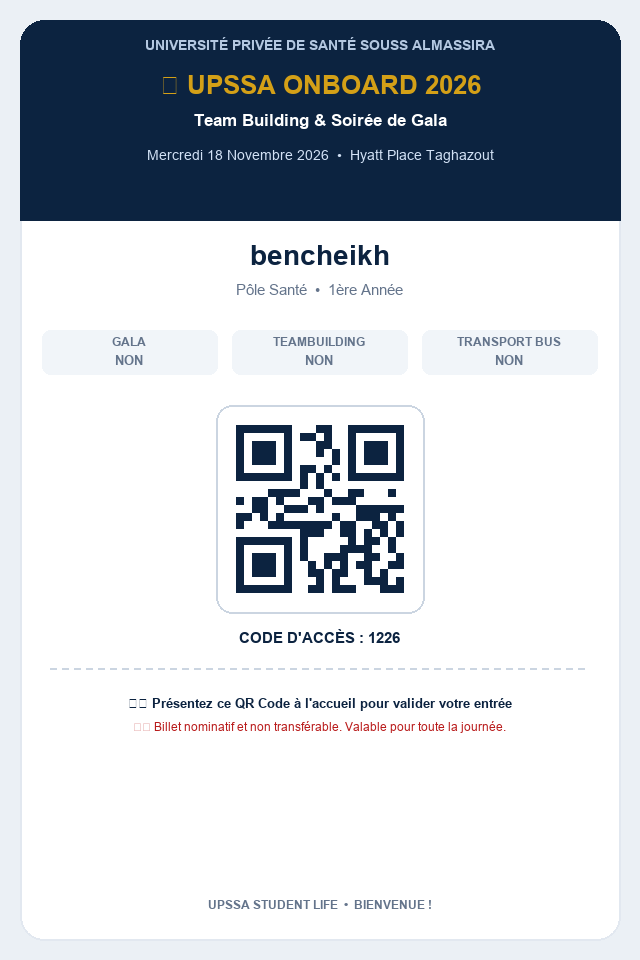 UNIVERSITÉ PRIVÉE DE SANTÉ SOUSS ALMASSIRA
UPSSA ONBOARD 2026
Team Building & Soirée de Gala
Mercredi 18 Novembre 2026 • Hyatt Place Taghazout
bencheikh
Pôle Santé • 1ère Année
GALA
NON
TEAMBUILDING
NON
TRANSPORT BUS
NON
CODE D'ACCÈS : 1226
Présentez ce QR Code à l'accueil pour valider votre entrée
Billet nominatif et non transférable. Valable pour toute la journée.
UPSSA STUDENT LIFE • BIENVENUE !